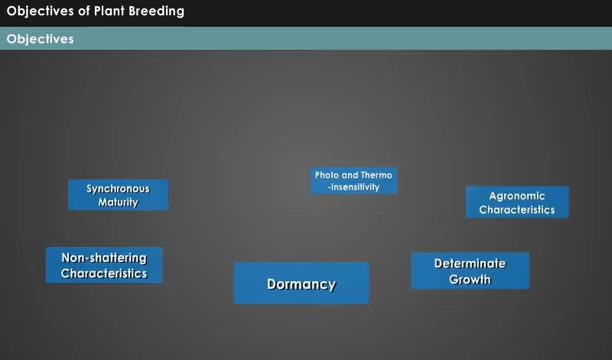 Objectives of Plant Breeding
Objectives
Photo and Thermo
-insensitivity
Synchronous
Maturity
Agronomic
Characteristics
Non-shattering
Characteristics
Dormancy
Determinate
Growth